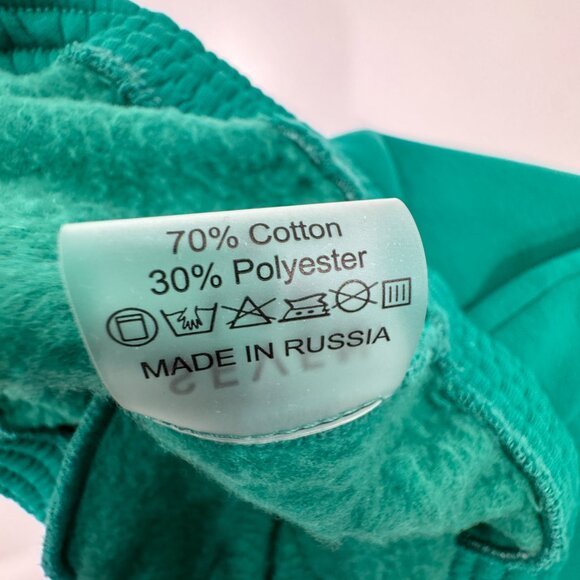 70% Cotton
30% Polyester
MADE IN RUSSIA